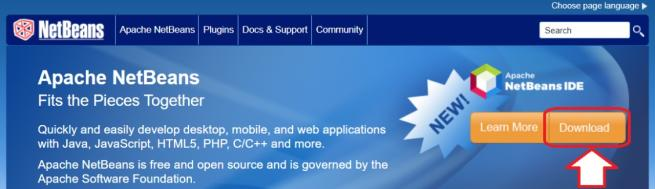 Choose page language
NetBeans
Apache NetBeans Plugins Docs & Support Community
Search
Apache NetBeans
Fits the Pieces Together
Quickly and easily develop desktop, mobile, and web applications
with Java, JavaScript, HTML5, PHP, C/C++ and more.
Apache NetBeans is free and open source and is governed by the
Apache Software Foundation.
NEW!
Apache
NetBeans IDE
Learn More Download